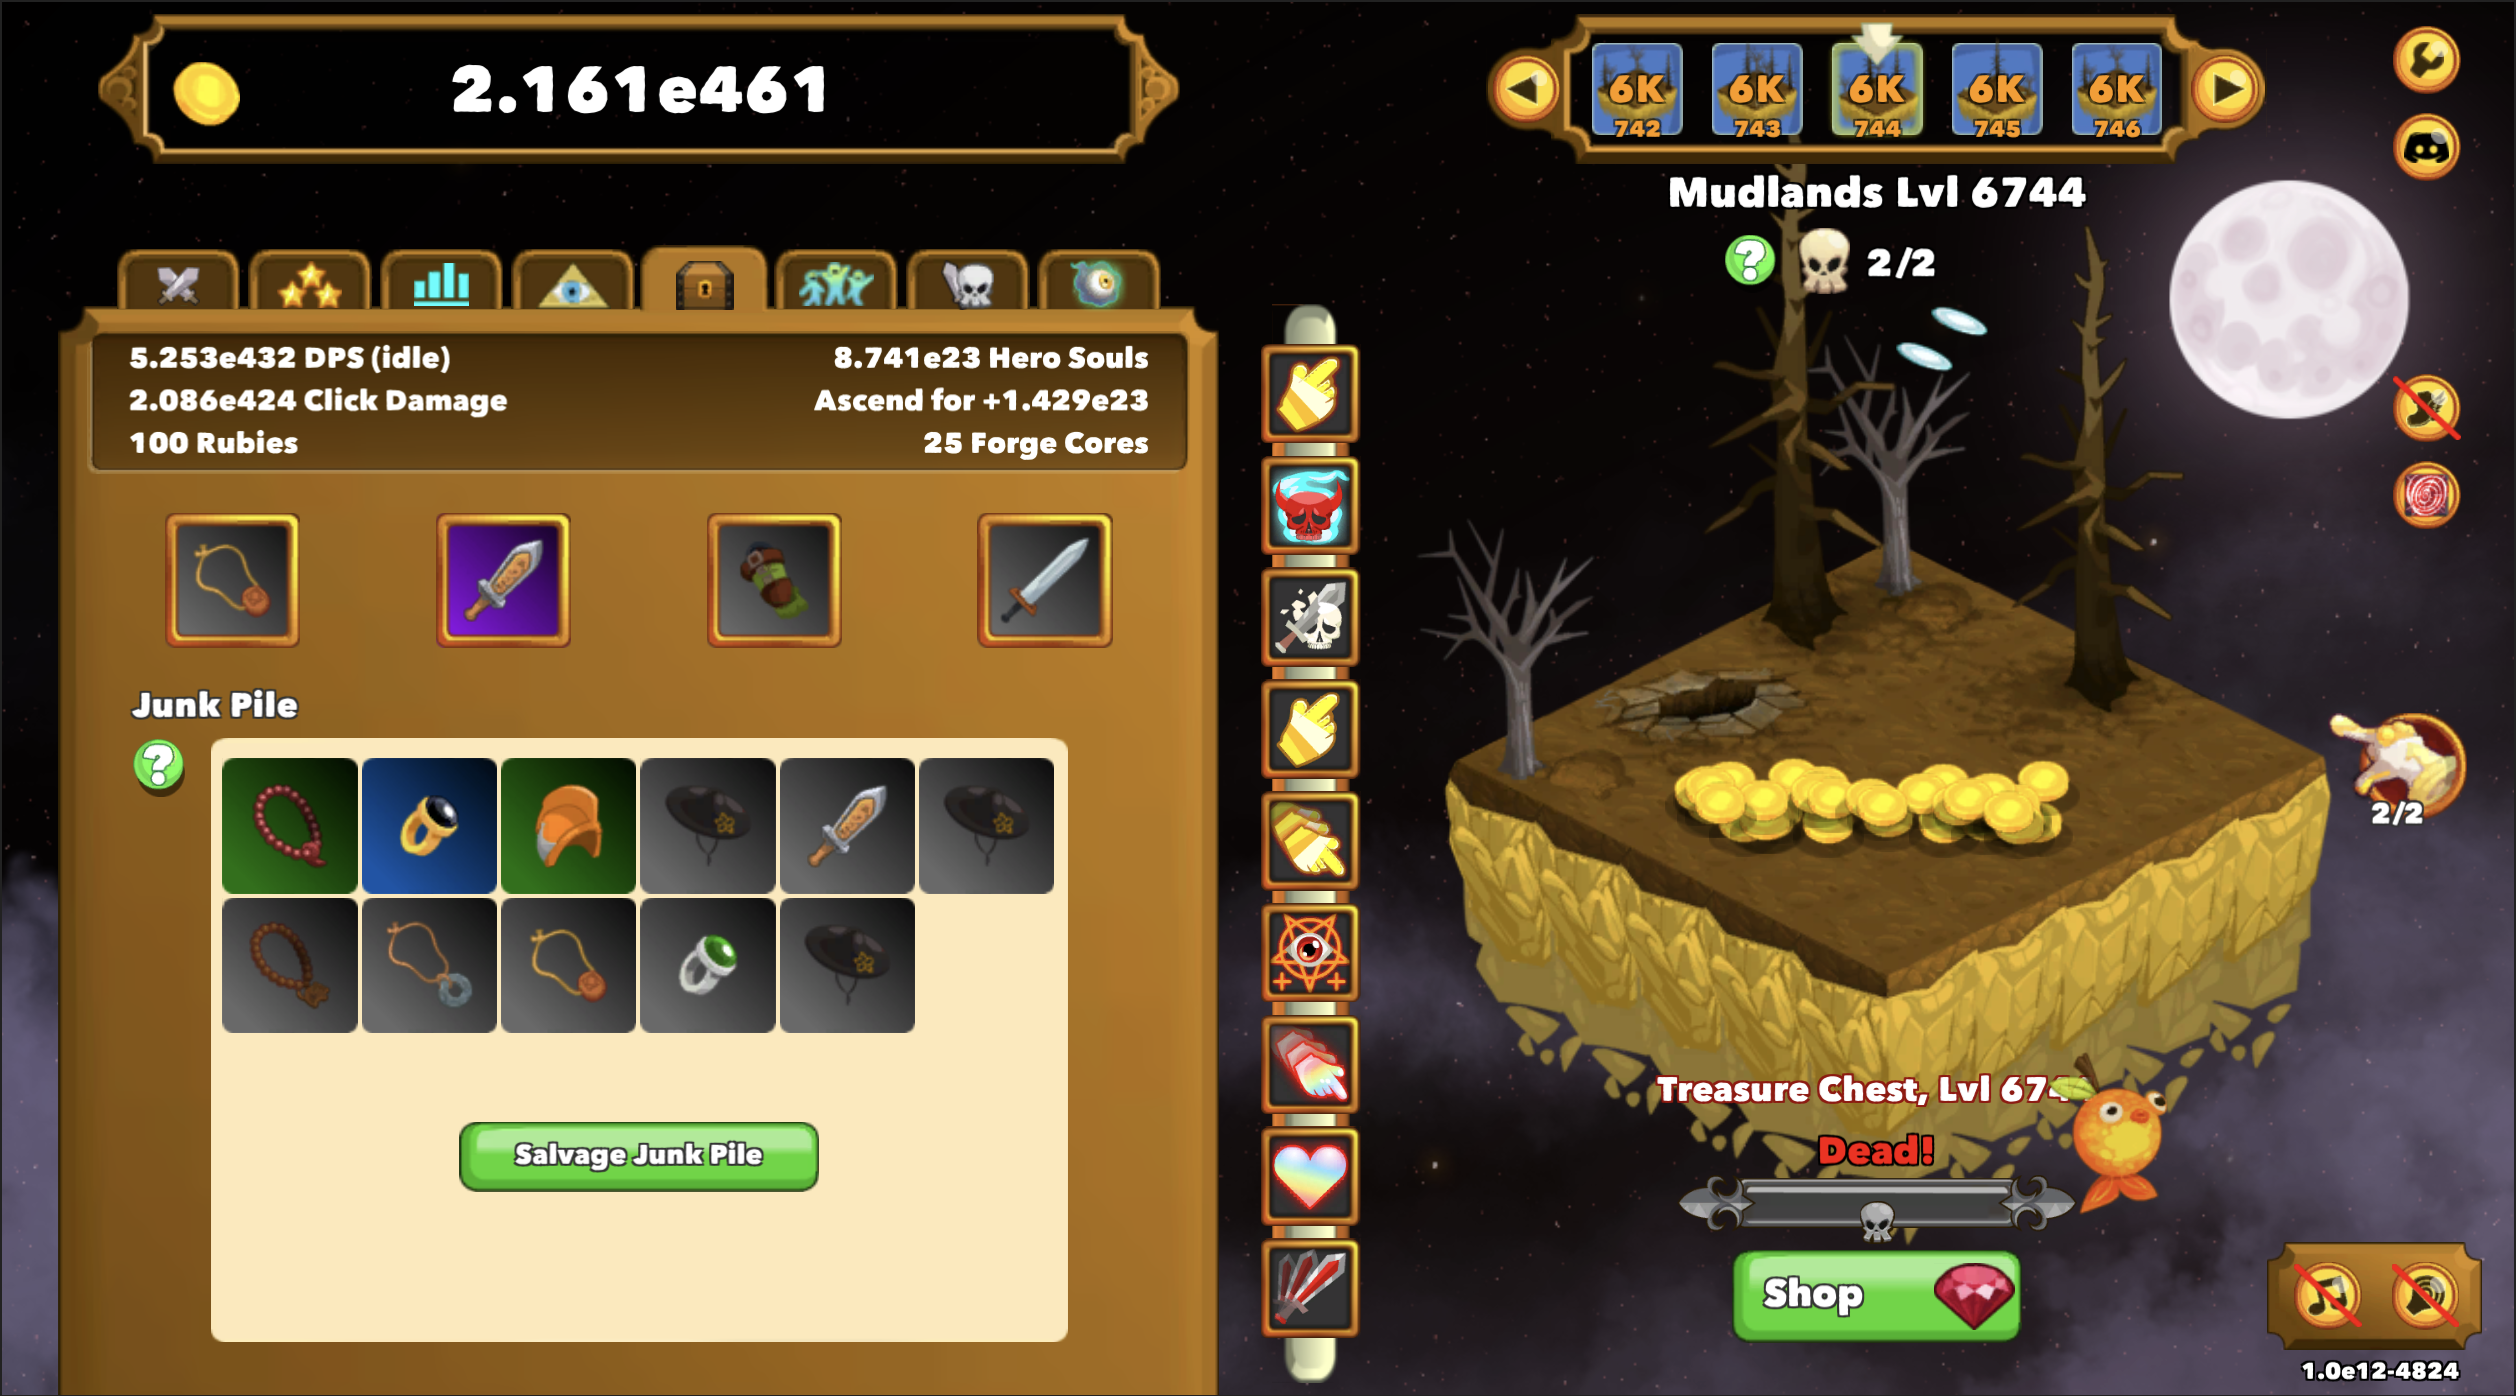 2.161e461
6K
742
6K
743
6K
744
6K
745
6K
746
Mudlands Lvl 6744
?
2/2
5.253e432 DPS (idle)
8.741e23 Hero Souls
2.086e424 Click Damage
Ascend for +1.429e23
100 Rubies
25 Forge Cores
Junk Pile
?
Salvage Junk Pile
2/2
Treasure Chest, Lvl 674
Dead!
Shop
1.0e12-4824